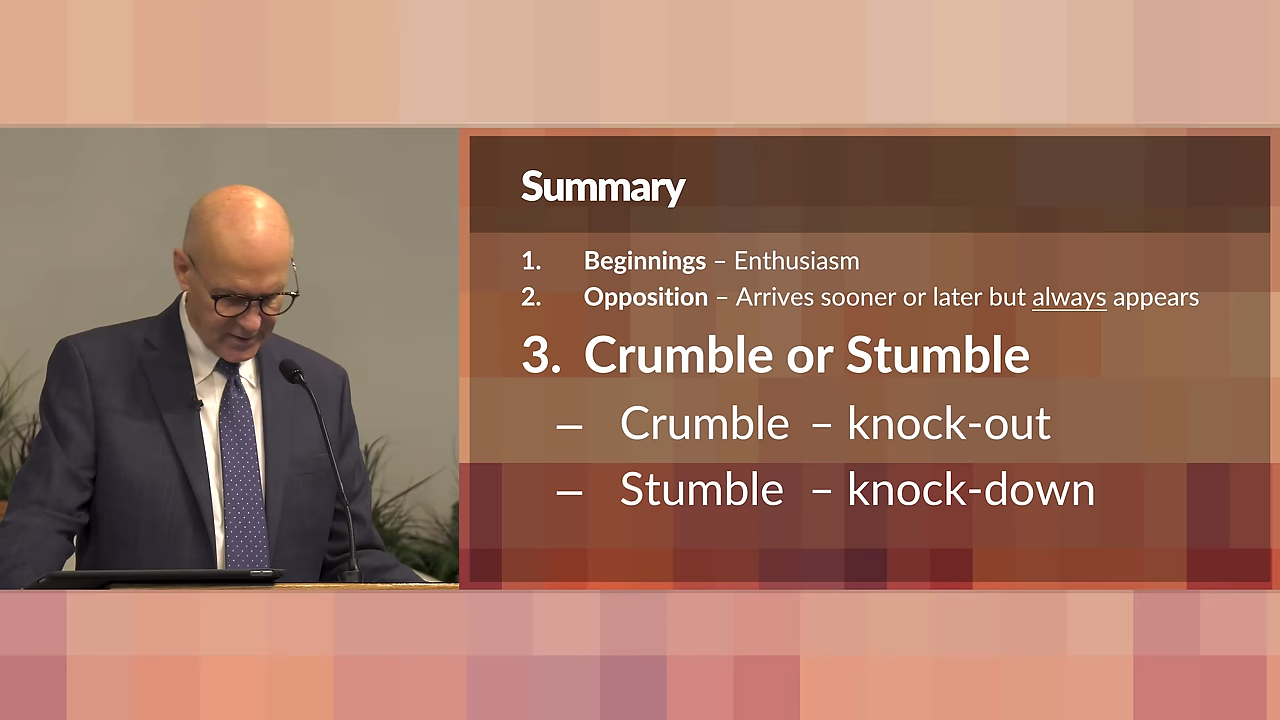 Summary
1. Beginnings – Enthusiasm
2. Opposition – Arrives sooner or later but always appears
3. Crumble or Stumble
– Crumble – knock-out
– Stumble – knock-down